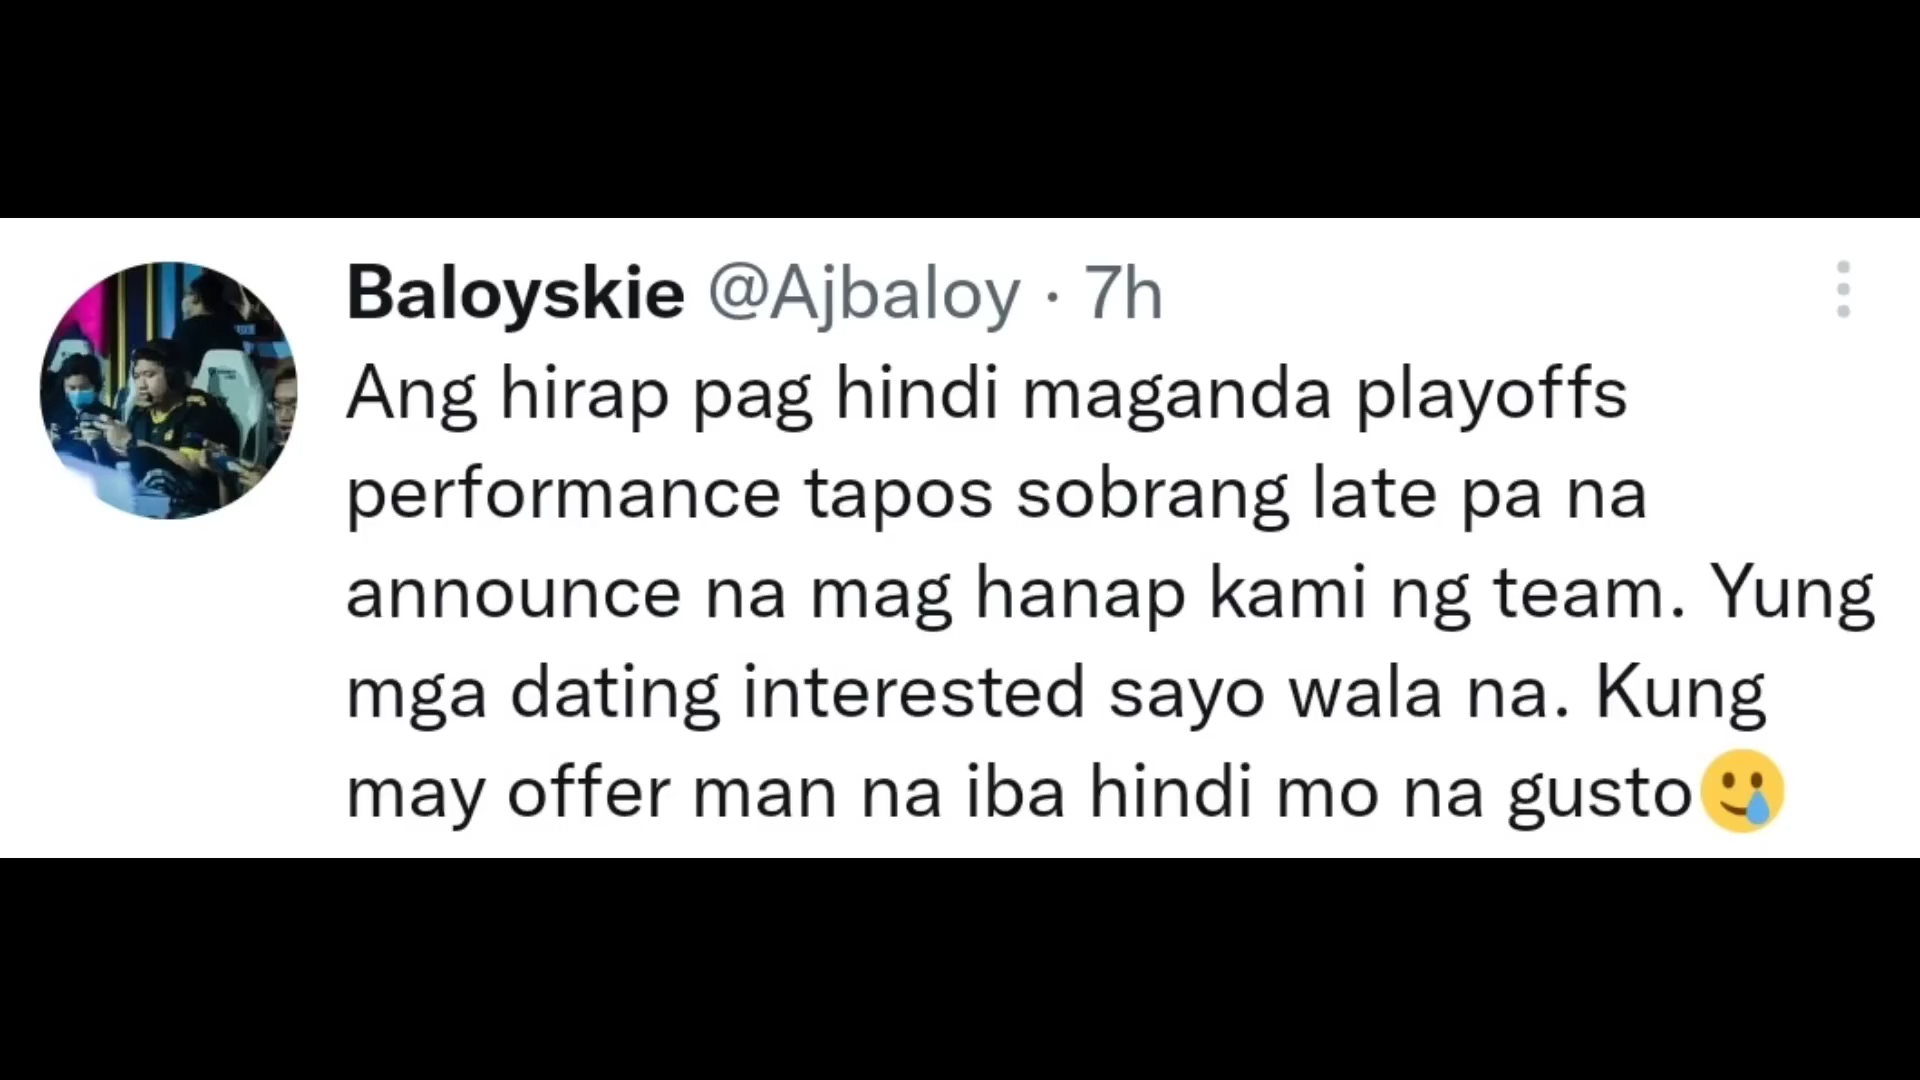 Baloyskie @Ajbaloy · 7h
Ang hirap pag hindi maganda playoffs
performance tapos sobrang late pa na
announce na mag hanap kami ng team. Yung
mga dating interested sayo wala na. Kung
may offer man na iba hindi mo na gusto🥲